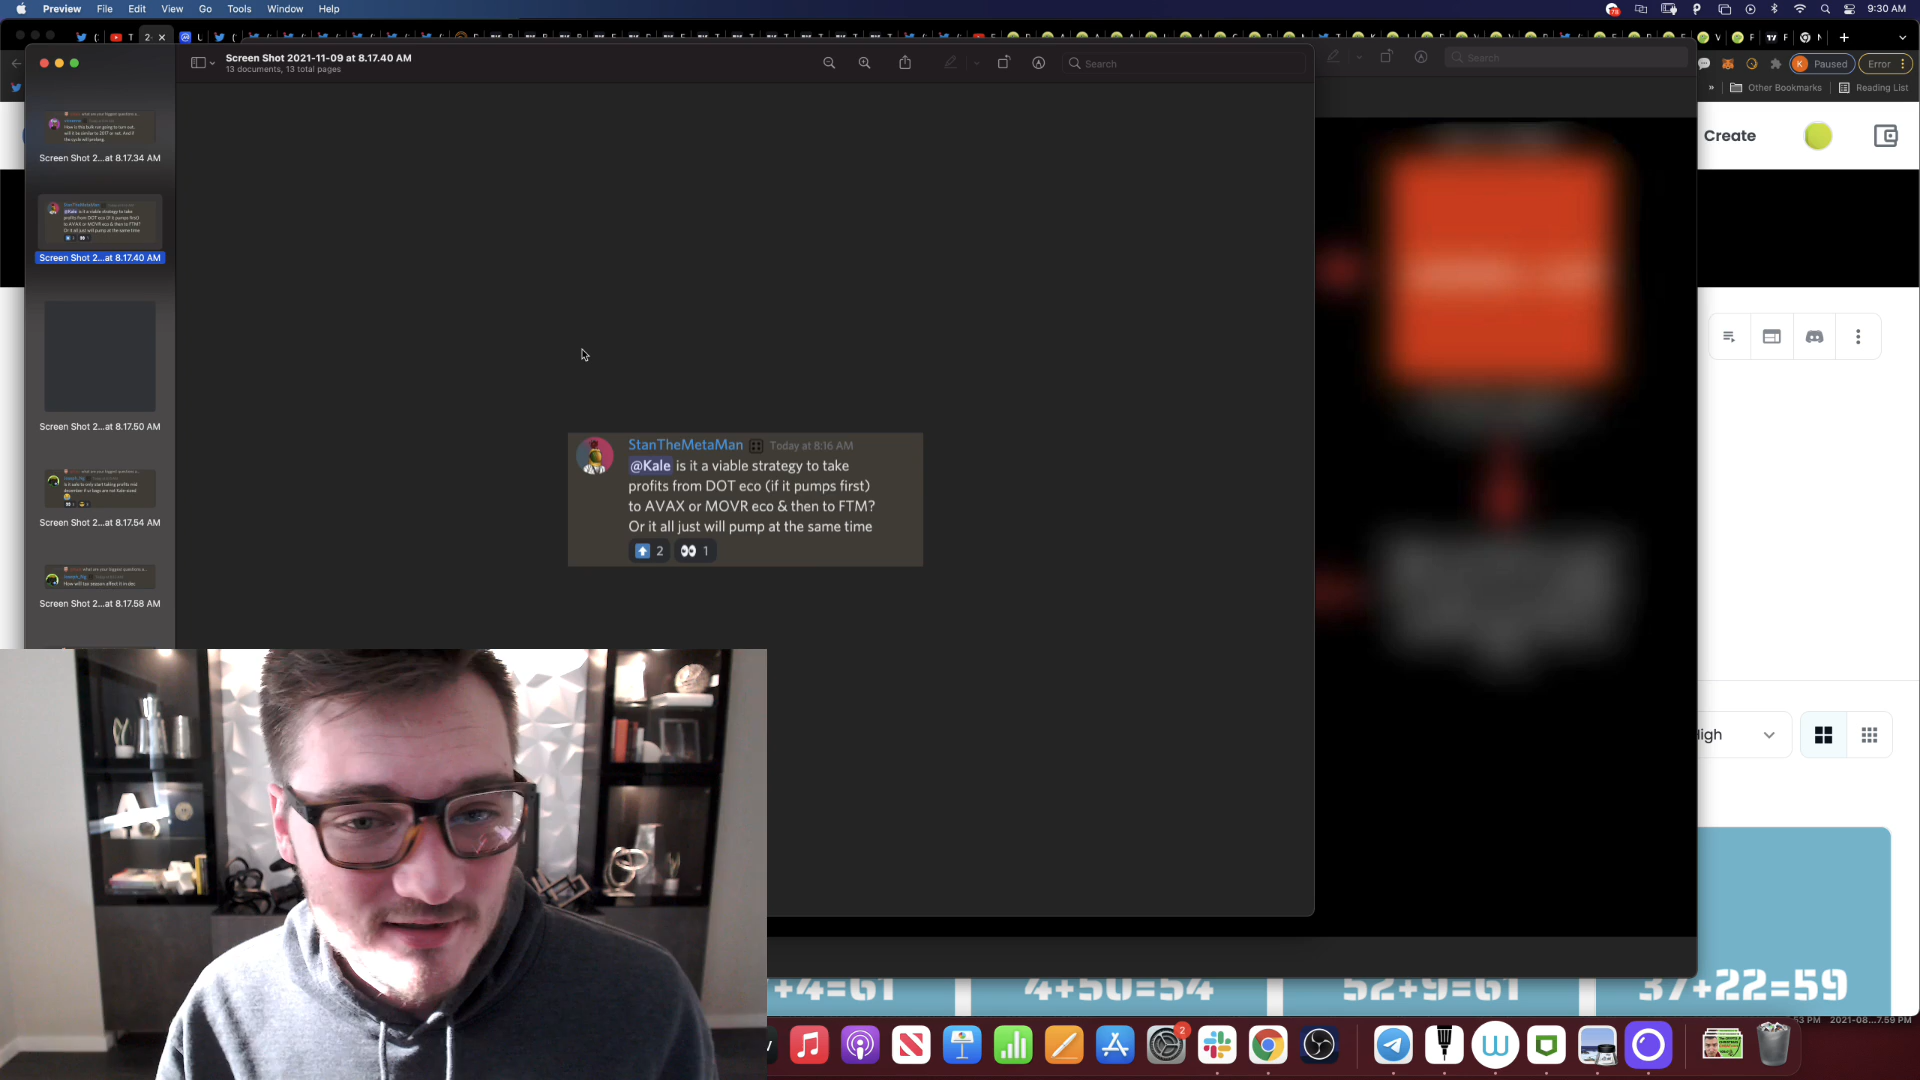 Preview File Edit View Go Tools Window Help
9:30 AM
Screen Shot 2021-11-09 at 8.17.40 AM
13 documents, 13 total pages
Search
Search
Paused
Error
Other Bookmarks
Reading List
Create
Screen Shot 2...at 8.17.34 AM
Screen Shot 2...at 8.17.40 AM
Screen Shot 2...at 8.17.50 AM
Screen Shot 2...at 8.17.54 AM
Screen Shot 2...at 8.17.58 AM
StanTheMetaMan Today at 8:16 AM
@Kale is it a viable strategy to take
profits from DOT eco (if it pumps first)
to AVAX or MOVR eco & then to FTM?
Or it all just will pump at the same time
2 1
+4=61
4+50=54
52+9=61
37+22=59
2